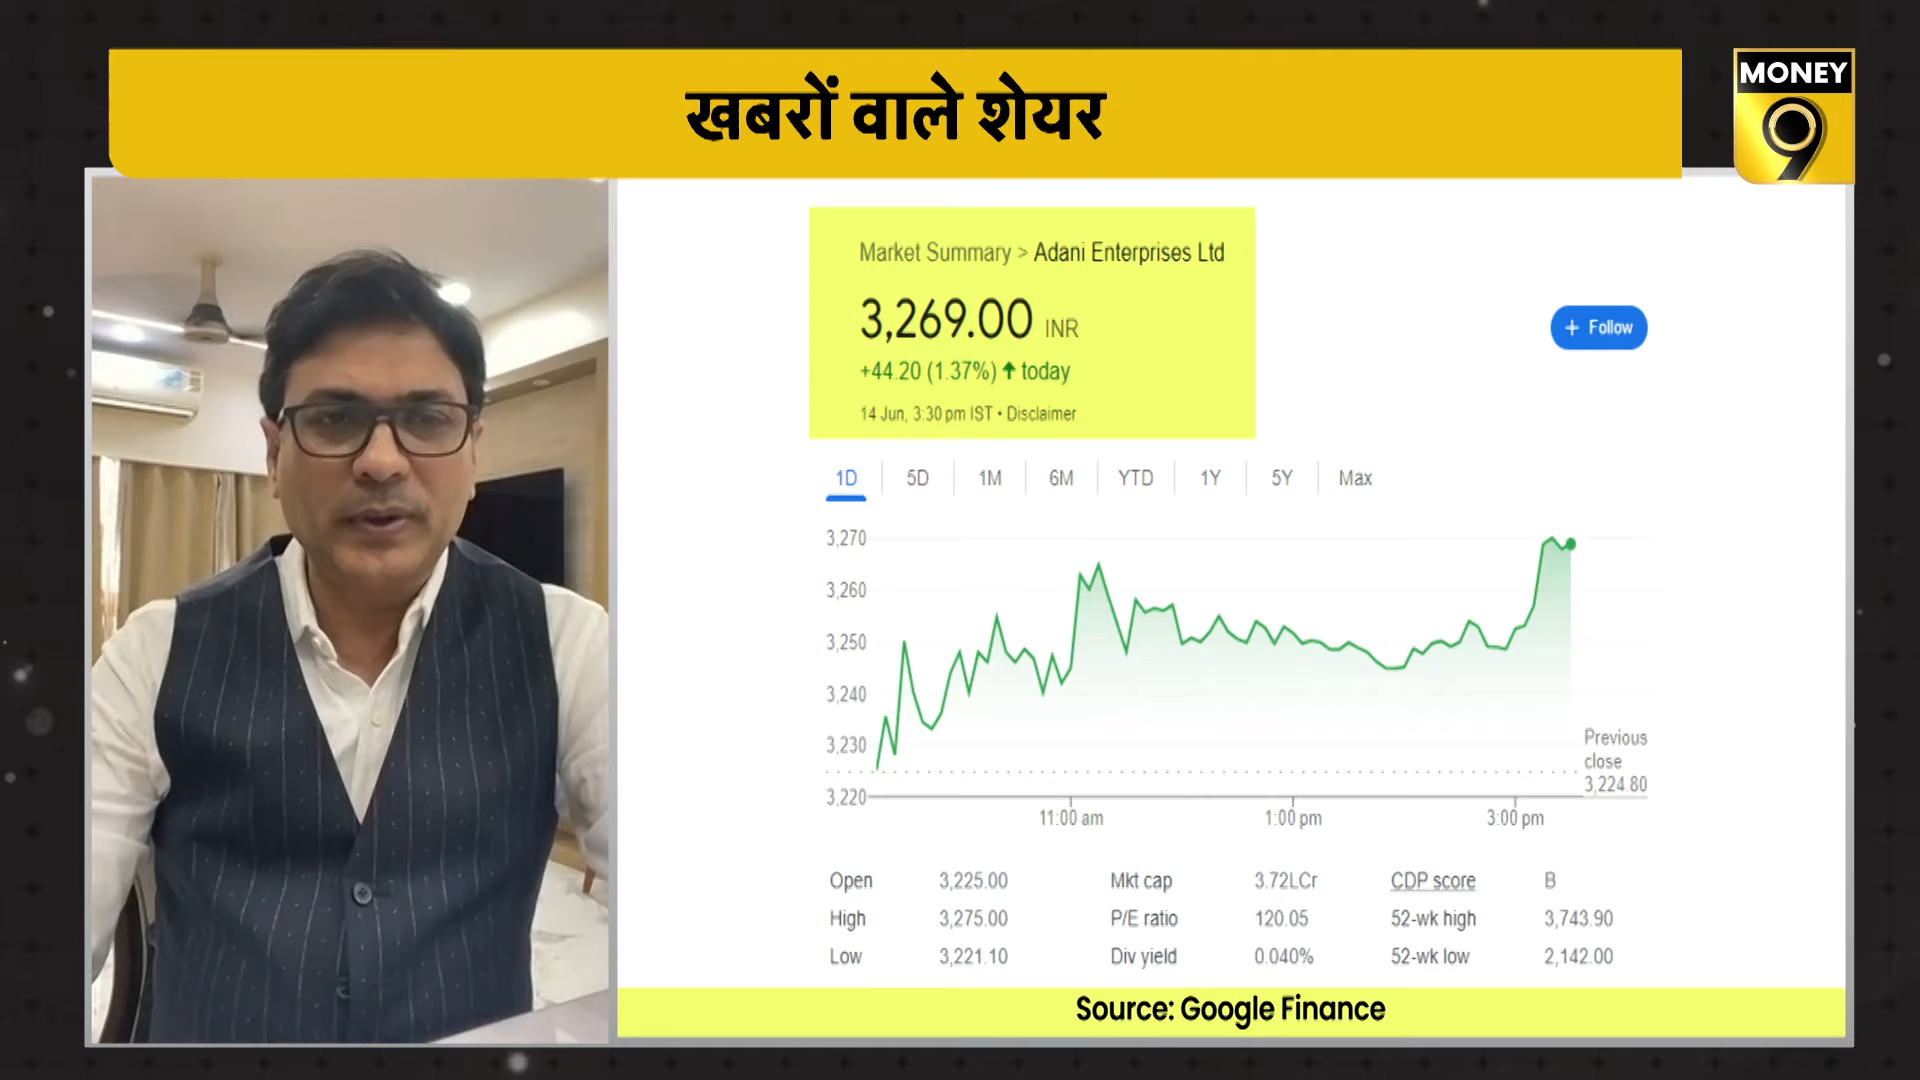 खबरों वाले शेयर
MONEY
9
Market Summary > Adani Enterprises Ltd
3,269.00 INR
+44.20 (1.37%) ↑ today
14 Jun, 3:30 pm IST • Disclaimer
+ Follow
1D 5D 1M 6M YTD 1Y 5Y Max
3,270
3,260
3,250
3,240
3,230
3,220
Previous
close
3,224.80
11:00 am 1:00 pm 3:00 pm
Open 3,225.00 Mkt cap 3.72LCr CDP score B
High 3,275.00 P/E ratio 120.05 52-wk high 3,743.90
Low 3,221.10 Div yield 0.040% 52-wk low 2,142.00
Source: Google Finance